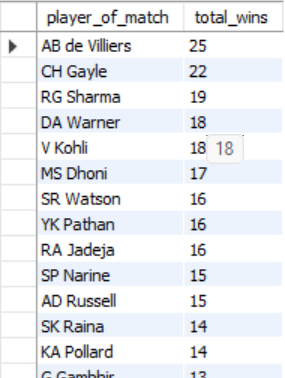 player_of_match total_wins
AB de Villiers 25
CH Gayle 22
RG Sharma 19
DA Warner 18
V Kohli 18 18
MS Dhoni 17
SR Watson 16
YK Pathan 16
RA Jadeja 16
SP Narine 15
AD Russell 15
SK Raina 14
KA Pollard 14
G Gambhir 13